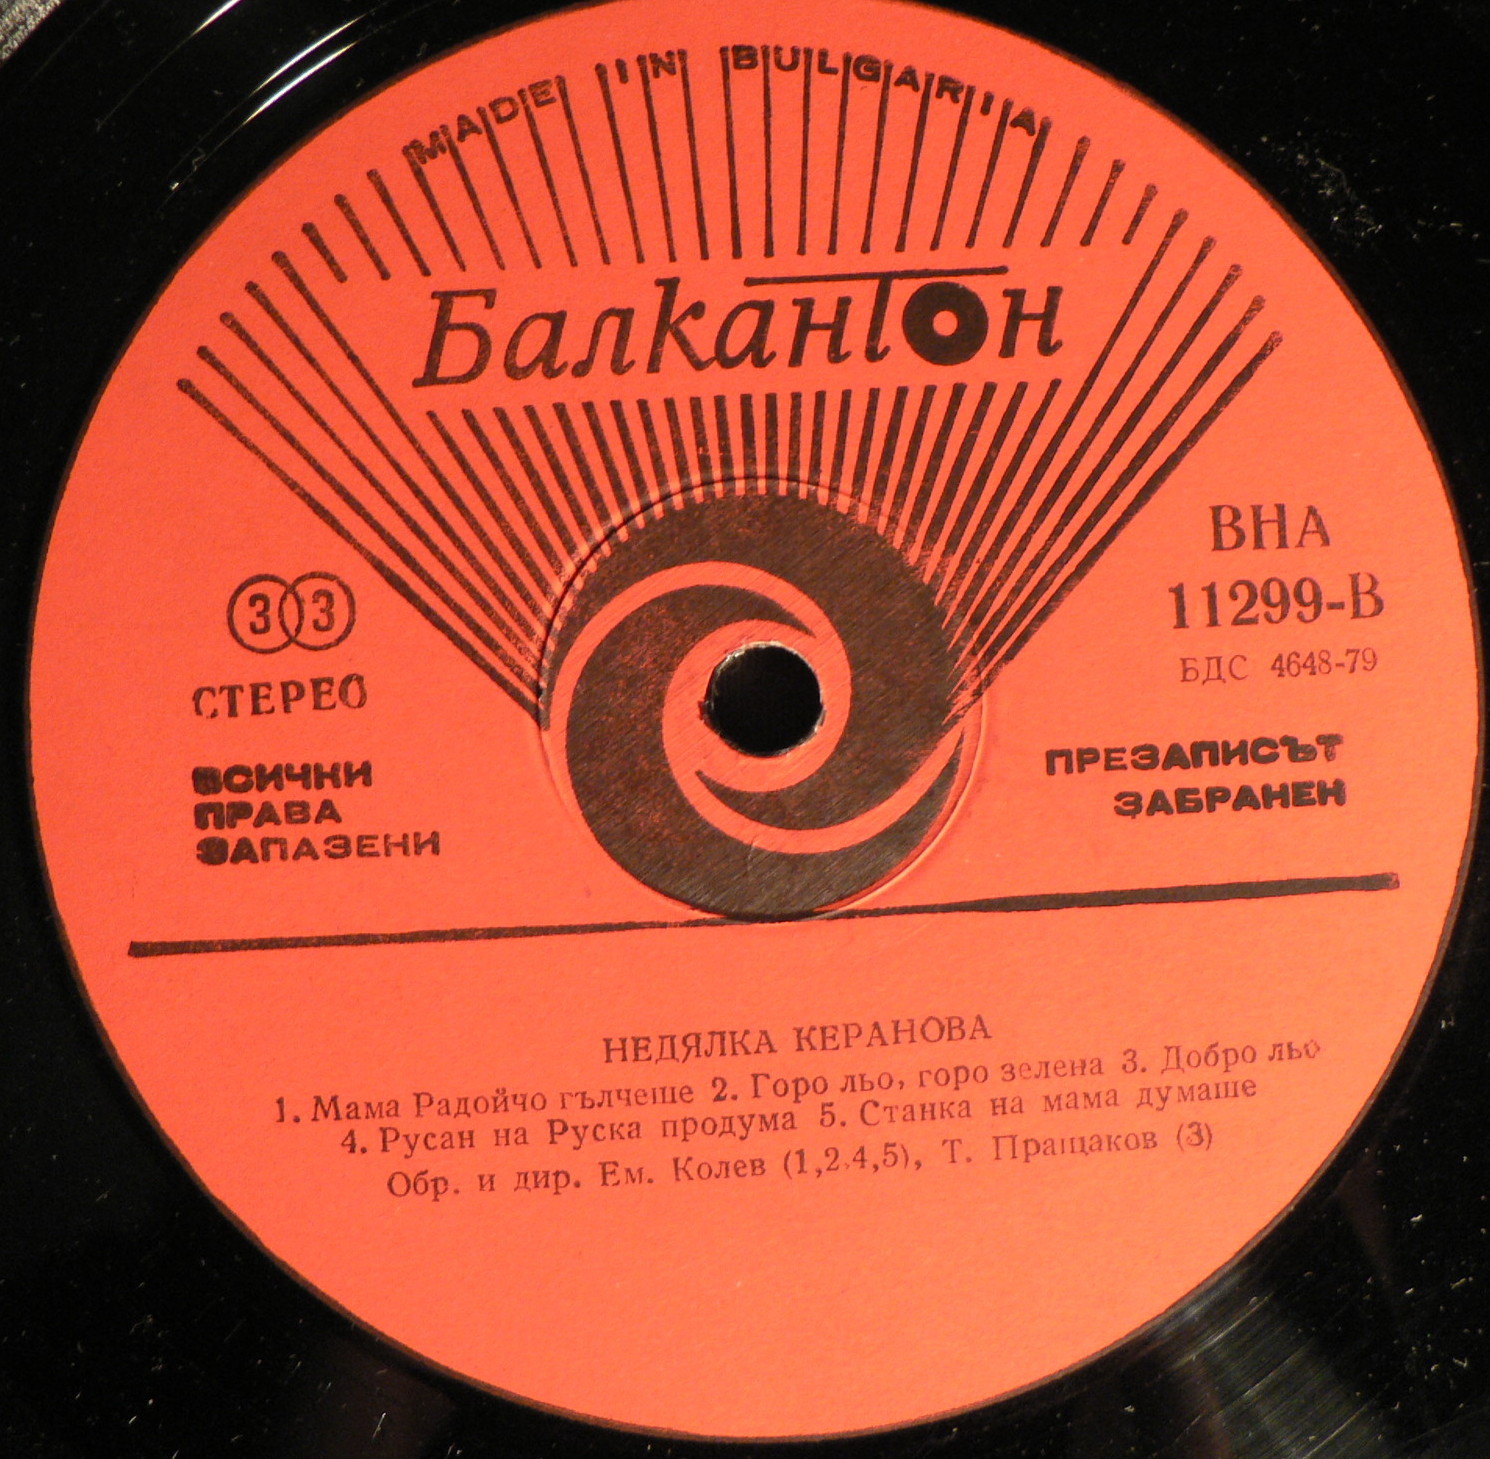 MADE IN BULGARIA
Балкантон
33
СТЕРЕО
ВСИЧКИ
ПРАВА
ЗАПАЗЕНИ
ВНА
11299-В
БДС 4648-79
ПРЕЗАПИСЪТ
ЗАБРАНЕН
НЕДЯЛКА КЕРАНОВА
1. Мама Радойчо гълчеше 2. Горо льо, горо зелена 3. Добро льо
4. Русан на Руска продума 5. Станка на мама думаше
Обр. и дир. Ем. Колев (1,2,4,5), Т. Пращаков (3)